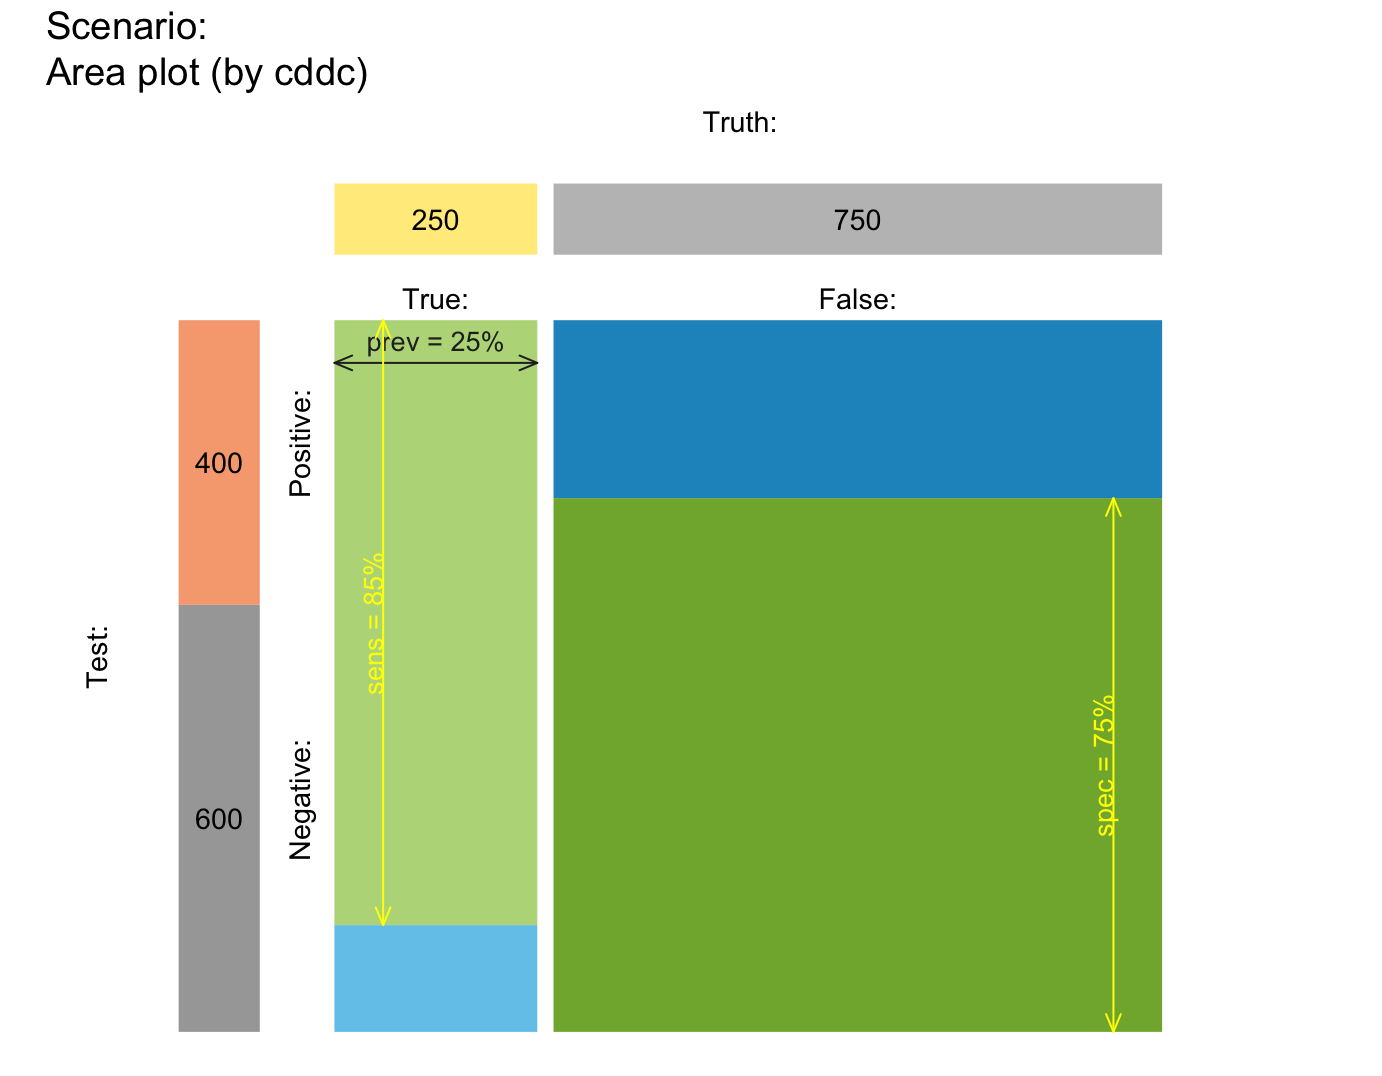 Scenario:
Area plot (by cddc)
Truth:
250
750
True:
False:
prev = 25%
400
Positive:
sens = 85%
Test:
600
Negative:
spec = 75%